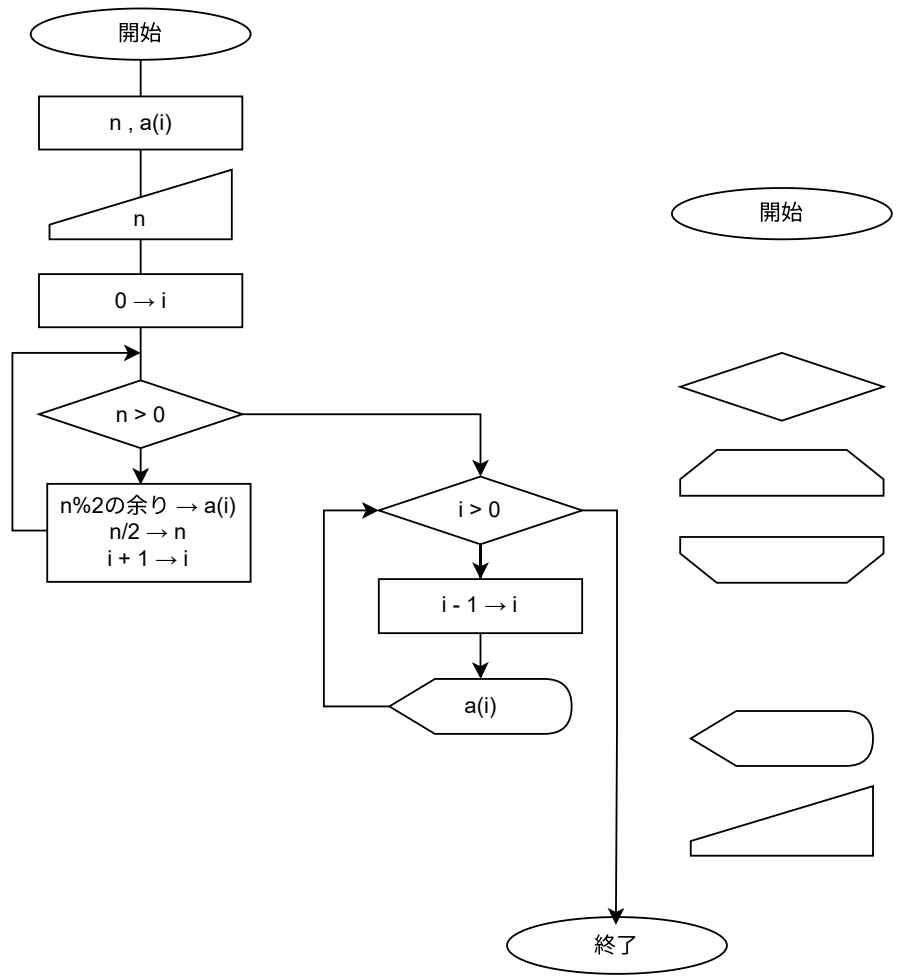 開始
n , a(i)
n
0 → i
n > 0
n%2の余り → a(i)
n/2 → n
i + 1 → i
i > 0
i - 1 → i
a(i)
終了
開始